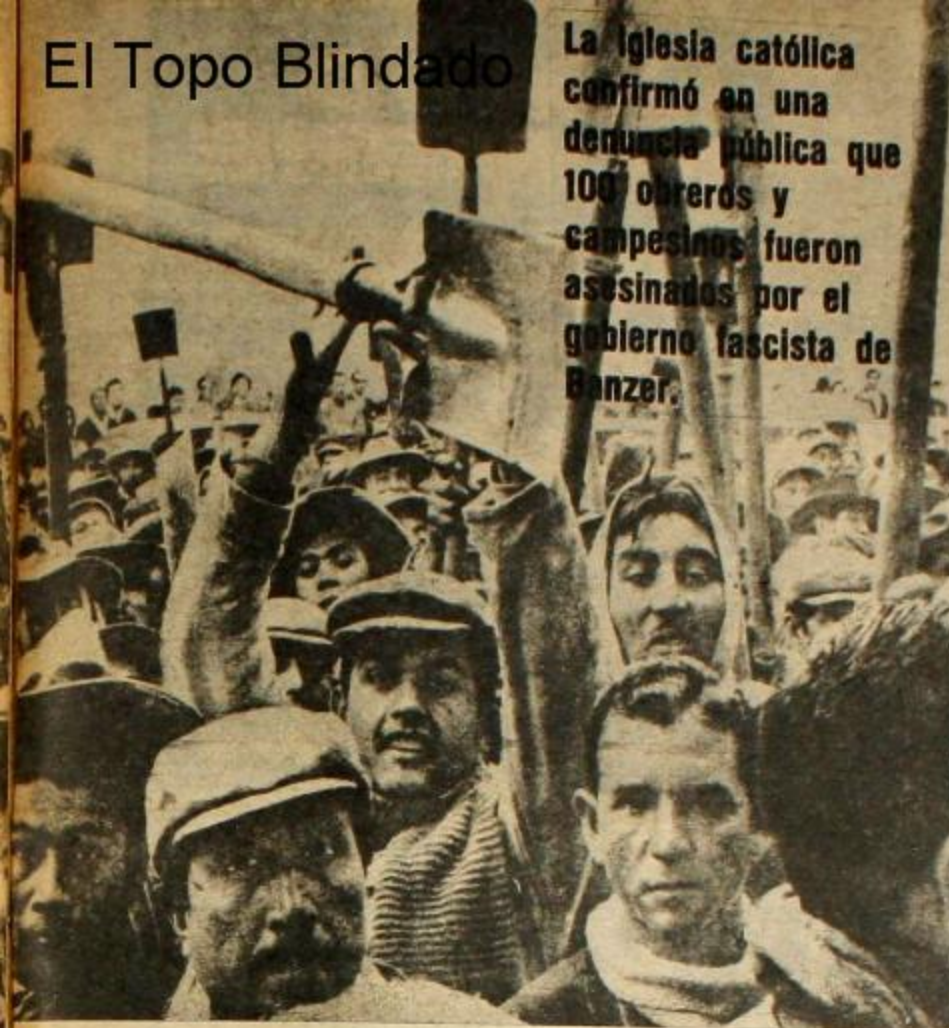 El Topo Blindado
La Iglesia católica
confirmó en una
denuncia pública que
100 obreros y
campesinos fueron
asesinados por el
gobierno fascista de
Banzer.